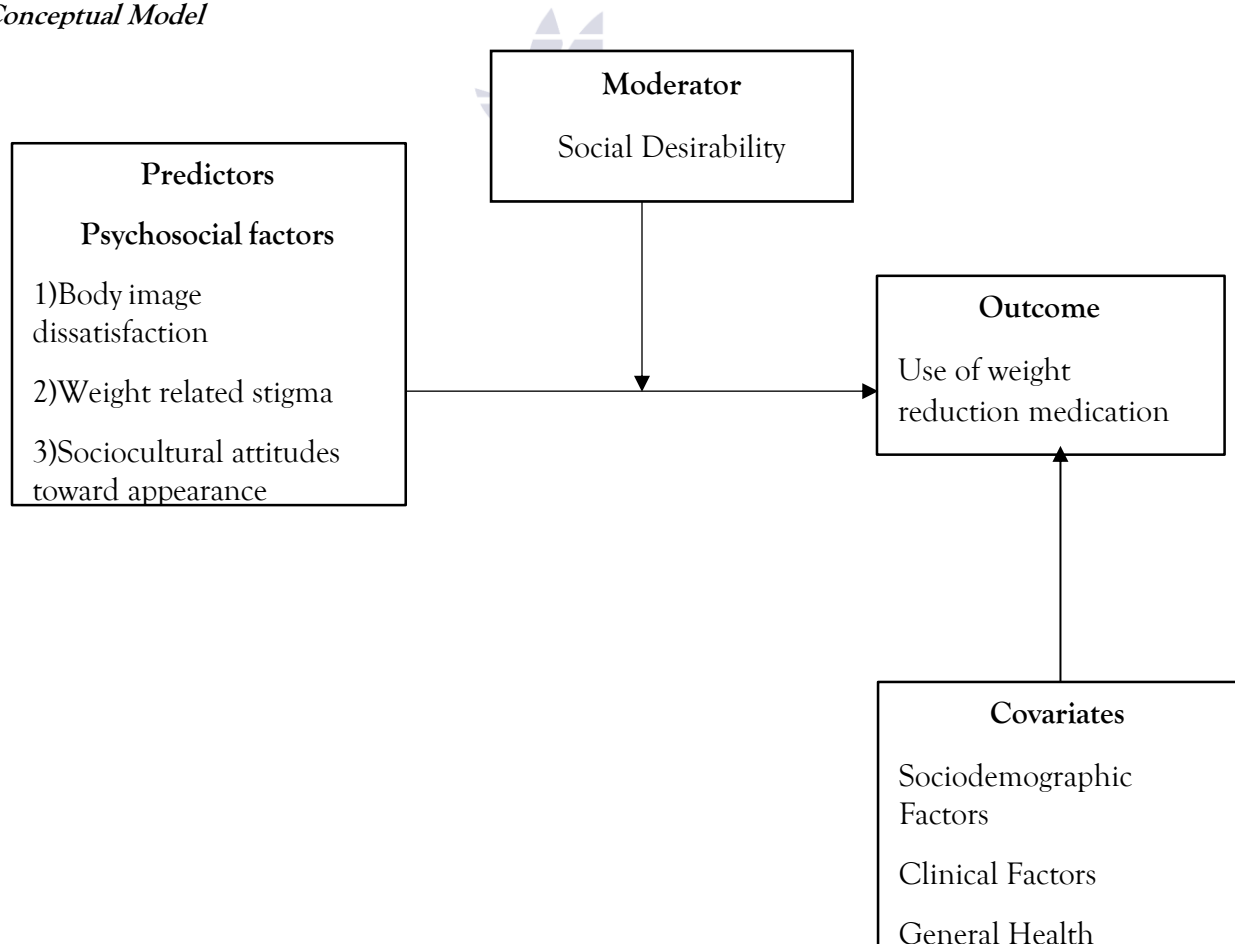 Conceptual Model
Moderator
Social Desirability
Predictors
Psychosocial factors
1)Body image
dissatisfaction
2)Weight related stigma
3)Sociocultural attitudes
toward appearance
Outcome
Use of weight
reduction medication
Covariates
Sociodemographic
Factors
Clinical Factors
General Health